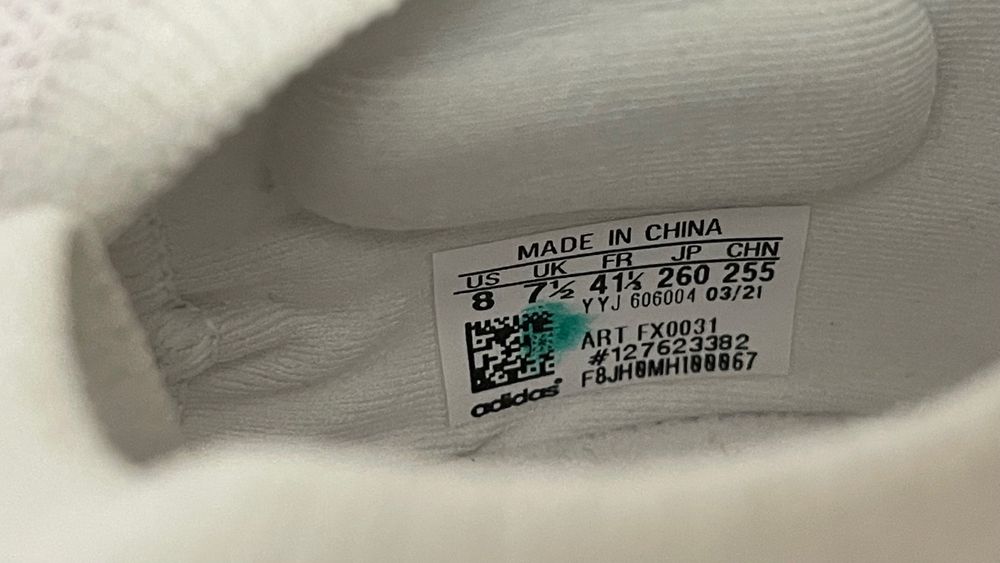 MADE IN CHINA
US UK FR JP CHN
8 7½ 41⅓ 260 255
YYJ 606004 03/21
ART FX0031
#127623382
F8JH0MH100067
adidas